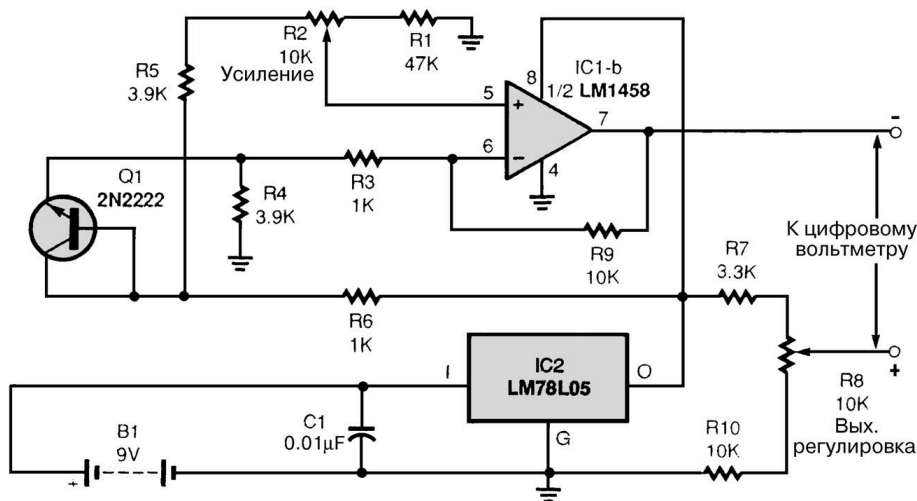 R2
10K
Усиление
R1
47K
R5
3.9K
IC1-b
1/2 LM1458
8
5
+
6
−
7
4
-
Q1
2N2222
R4
3.9K
R3
1K
R9
10K
К цифровому
вольтметру
R7
3.3K
R6
1K
I
IC2
LM78L05
O
G
R8
10K
Вых.
регулировка
+
C1
0.01µF
B1
9V
+
R10
10K